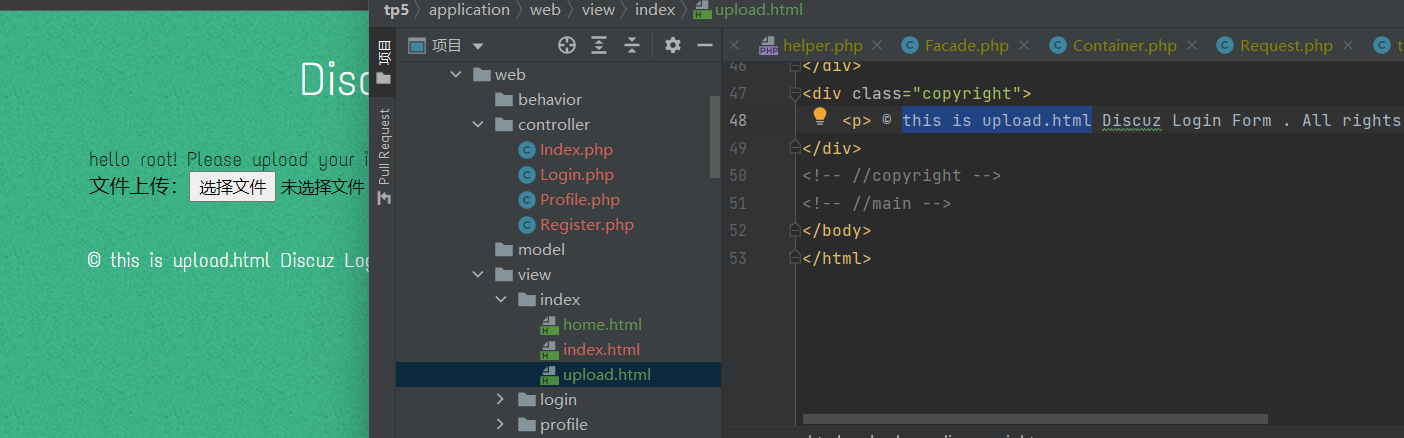 tp5 〉 application 〉 web 〉 view 〉 index 〉 upload.html
Disc
hello root! Please upload your i
文件上传： 选择文件 未选择文件
© this is upload.html Discuz Log
项目
Pull Request
项目
web
behavior
controller
Index.php
Login.php
Profile.php
Register.php
model
view
index
home.html
index.html
upload.html
login
profile
helper.php Facade.php Container.php Request.php t
46 </div>
47 <div class="copyright">
48 <p> © this is upload.html Discuz Login Form . All rights
49 </div>
50 <!-- //copyright -->
51 <!-- //main -->
52 </body>
53 </html>